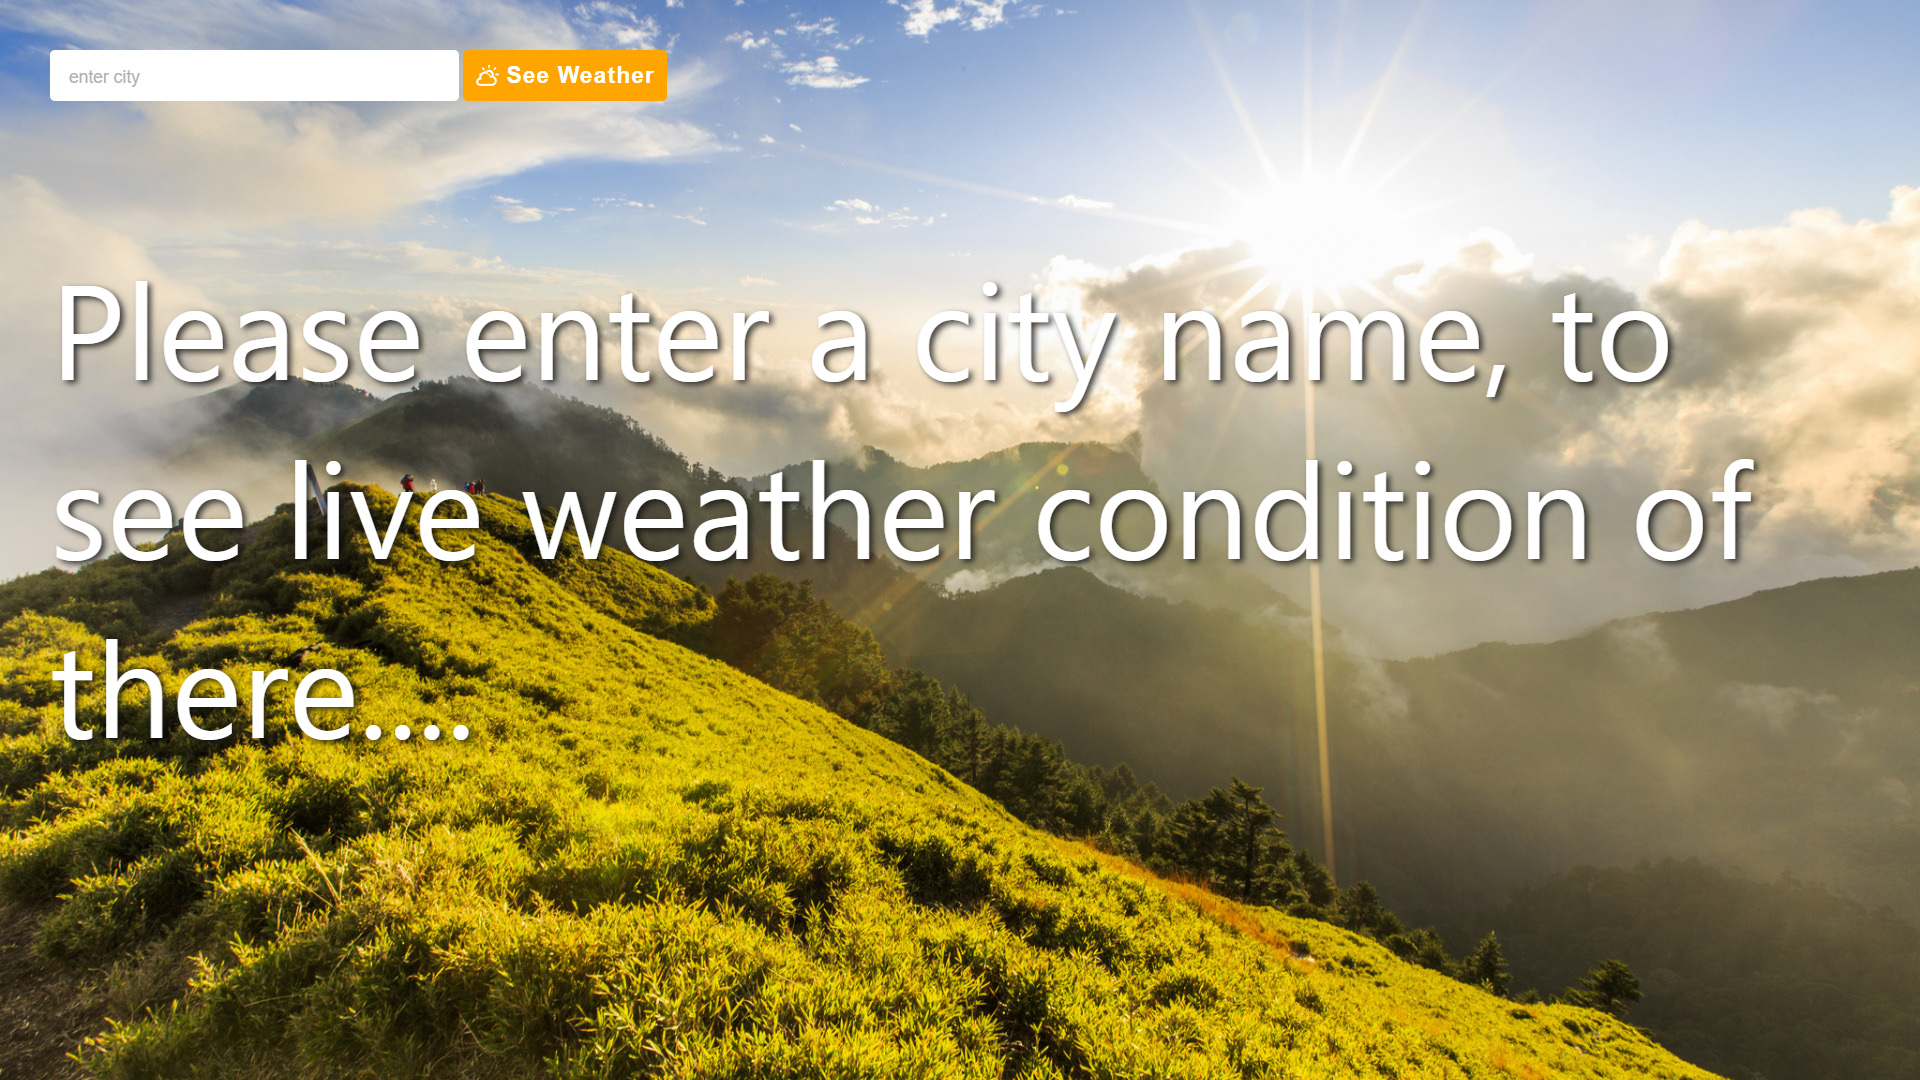 enter city
See Weather
Please enter a city name, to
see live weather condition of
there....